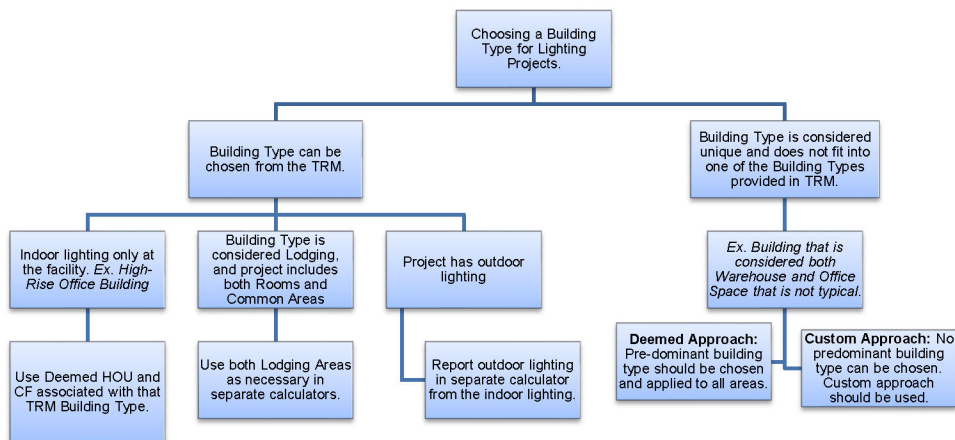 Choosing a Building
Type for Lighting
Projects.
Building Type can be
chosen from the TRM.
Building Type is considered
unique and does not fit into
one of the Building Types
provided in TRM.
Indoor lighting only at
the facility. Ex. High-
Rise Office Building
Building Type is
considered Lodging,
and project includes
both Rooms and
Common Areas
Project has outdoor
lighting
Ex. Building that is
considered both
Warehouse and Office
Space that is not typical.
Use Deemed HOU and
CF associated with that
TRM Building Type.
Use both Lodging Areas
as necessary in
separate calculators.
Report outdoor lighting
in separate calculator
from the indoor lighting.
Deemed Approach:
Pre-dominant building
type should be chosen
and applied to all areas.
Custom Approach: No
predominant building
type can be chosen.
Custom approach
should be used.